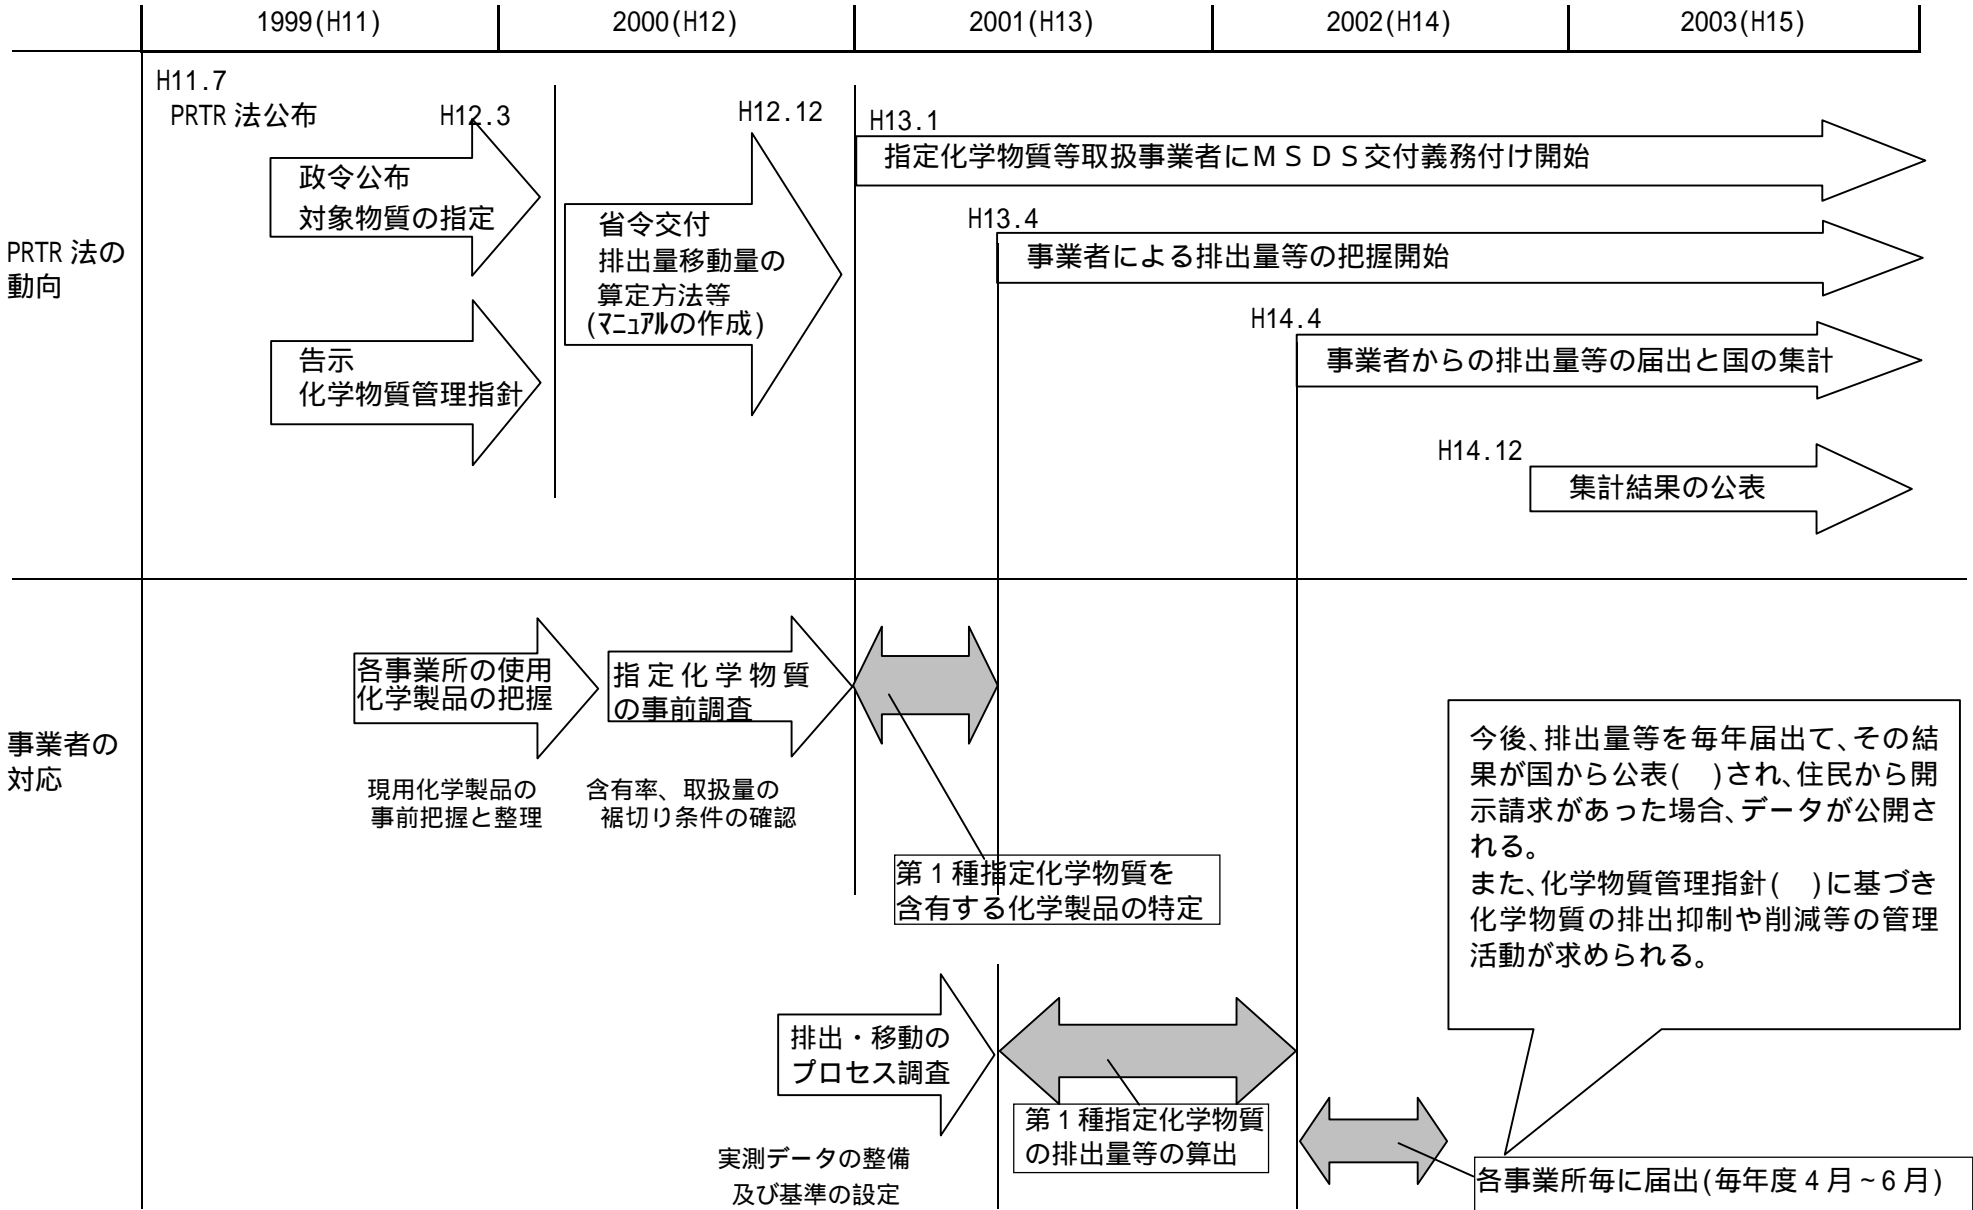 1999(H11)
2000(H12)
2001(H13)
2002(H14)
2003(H15)
PRTR 法の
動向
H11.7
PRTR 法公布
H12.3
政令公布
対象物質の指定
告示
化学物質管理指針
H12.12
省令交付
排出量移動量の
算定方法等
(ﾏﾆｭｱﾙの作成)
H13.1
指定化学物質等取扱事業者にＭＳＤＳ交付義務付け開始
H13.4
事業者による排出量等の把握開始
H14.4
事業者からの排出量等の届出と国の集計
H14.12
集計結果の公表
事業者の
対応
各事業所の使用
化学製品の把握
現用化学製品の
事前把握と整理
指定化学物質
の事前調査
含有率、取扱量の
裾切り条件の確認
第１種指定化学物質を
含有する化学製品の特定
排出・移動の
プロセス調査
実測データの整備
及び基準の設定
第１種指定化学物質
の排出量等の算出
今後、排出量等を毎年届出て、その結
果が国から公表(　)され、住民から開
示請求があった場合、データが公開さ
れる。
また、化学物質管理指針(　)に基づき
化学物質の排出抑制や削減等の管理
活動が求められる。
各事業所毎に届出(毎年度４月~６月)